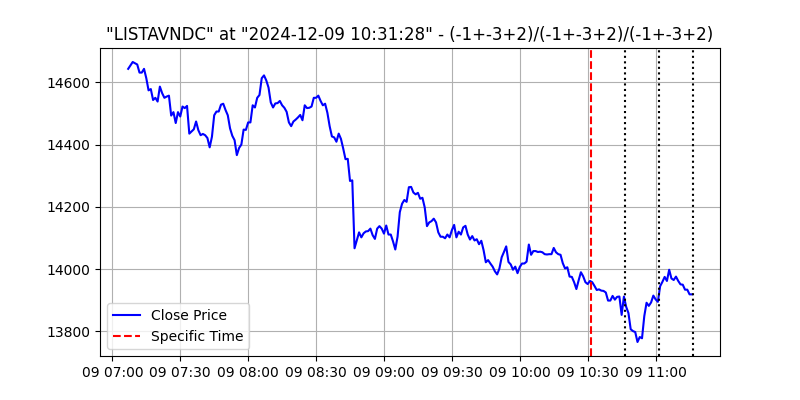 "LISTAVNDC" at "2024-12-09 10:31:28" - (-1+-3+2)/(-1+-3+2)/(-1+-3+2)
14600
14400
14200
14000
13800
Close Price
Specific Time
09 07:00 09 07:30 09 08:00 09 08:30 09 09:00 09 09:30 09 10:00 09 10:30 09 11:00